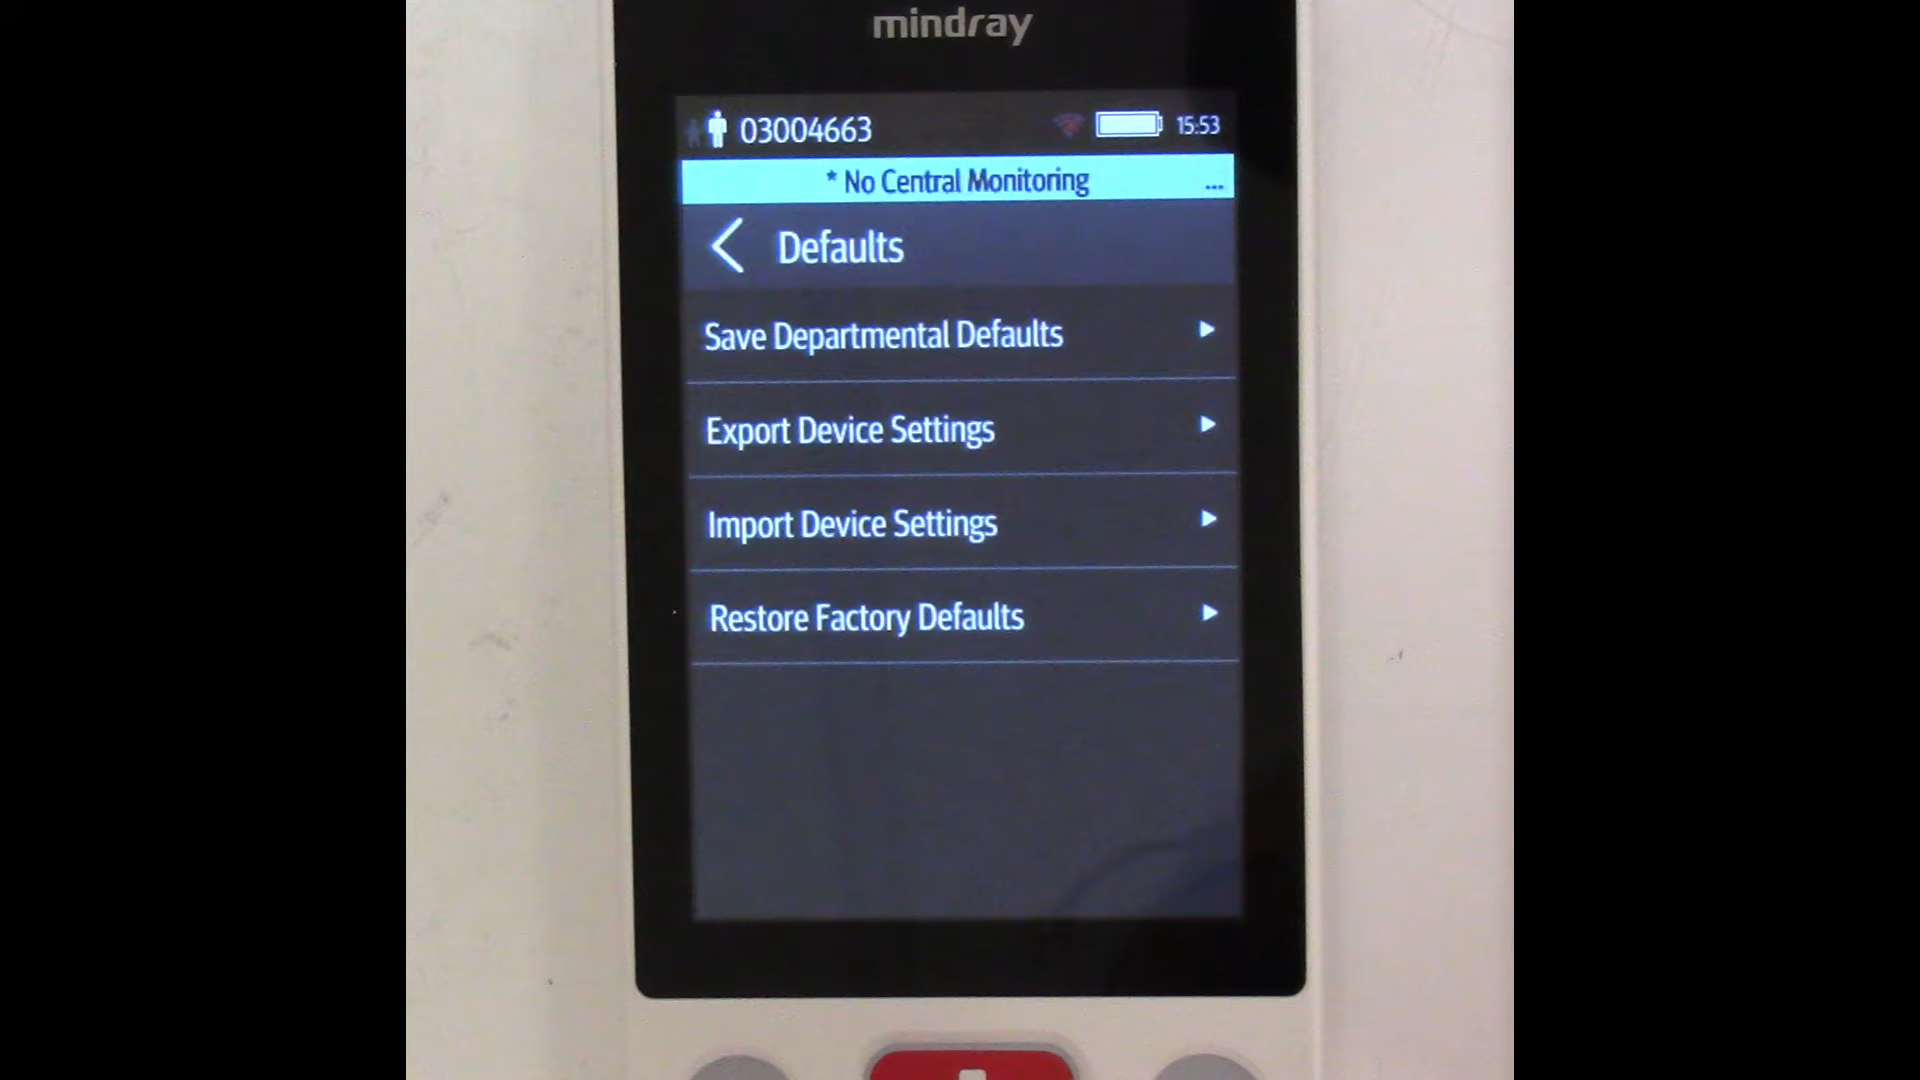 mindray
03004663 15:53
* No Central Monitoring ...
Defaults
Save Departmental Defaults
Export Device Settings
Import Device Settings
Restore Factory Defaults